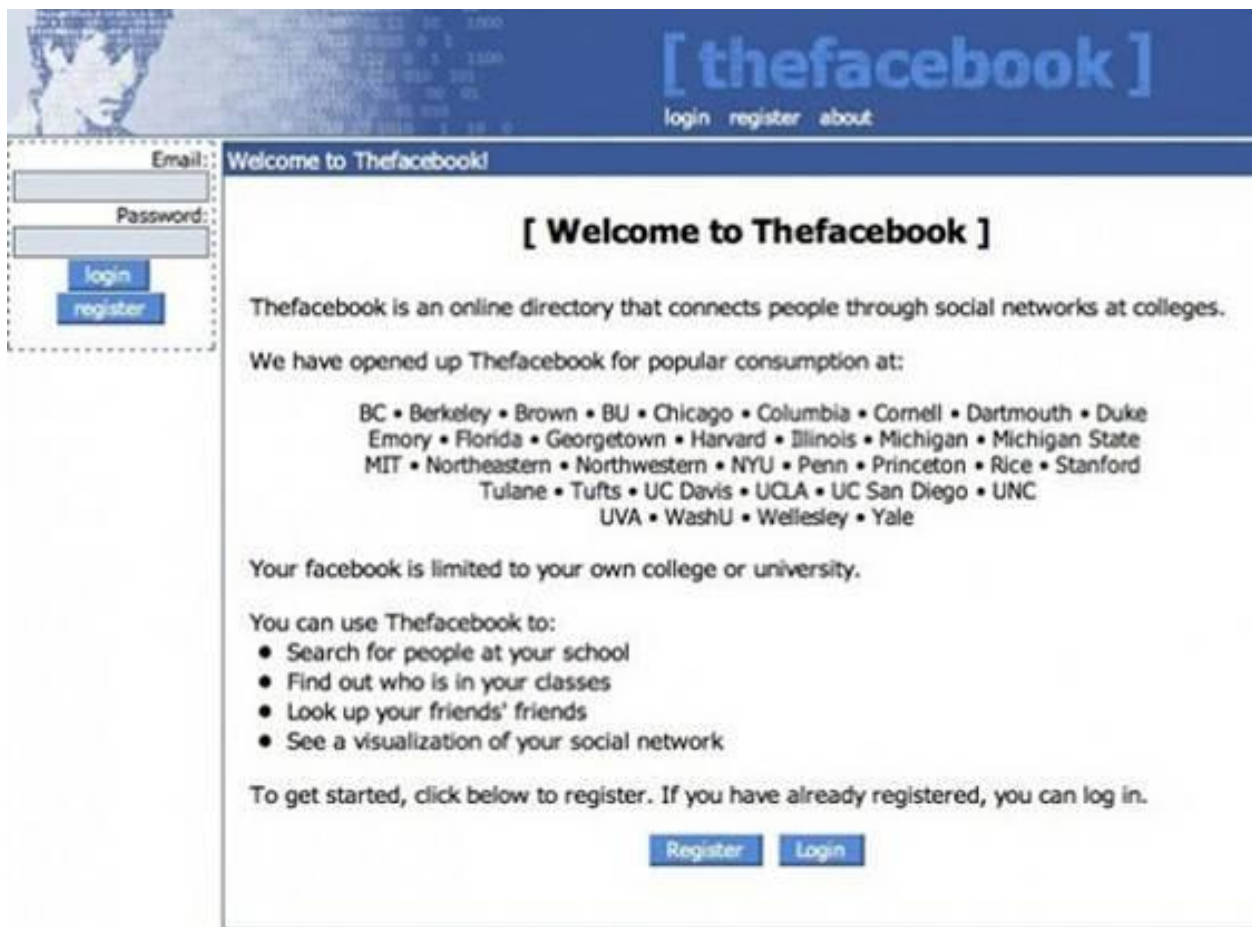 [ thefacebook ]
login register about
Email:
Password:
login
register
Welcome to Thefacebook!
[ Welcome to Thefacebook ]
Thefacebook is an online directory that connects people through social networks at colleges.
We have opened up Thefacebook for popular consumption at:
BC • Berkeley • Brown • BU • Chicago • Columbia • Cornell • Dartmouth • Duke
Emory • Florida • Georgetown • Harvard • Illinois • Michigan • Michigan State
MIT • Northeastern • Northwestern • NYU • Penn • Princeton • Rice • Stanford
Tulane • Tufts • UC Davis • UCLA • UC San Diego • UNC
UVA • WashU • Wellesley • Yale
Your facebook is limited to your own college or university.
You can use Thefacebook to:
• Search for people at your school
• Find out who is in your classes
• Look up your friends' friends
• See a visualization of your social network
To get started, click below to register. If you have already registered, you can log in.
Register Login